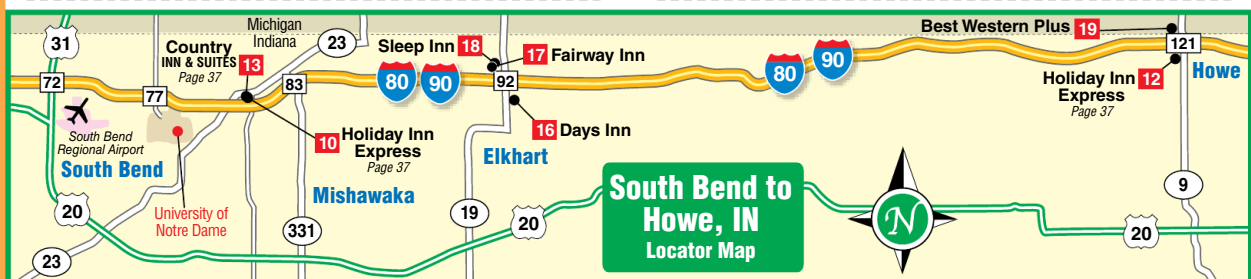 Michigan
Indiana
31
23
Country
INN & SUITES
Page 37
13
Sleep Inn 18
17 Fairway Inn
Best Western Plus 19
121
Howe
72
77
83
80
90
92
80
90
Holiday Inn
Express
Page 37
12
South Bend
Regional Airport
South Bend
10
Holiday Inn
Express
Page 37
16 Days Inn
Elkhart
Mishawaka
University of
Notre Dame
20
23
331
19
20
South Bend to
Howe, IN
Locator Map
N
9
20